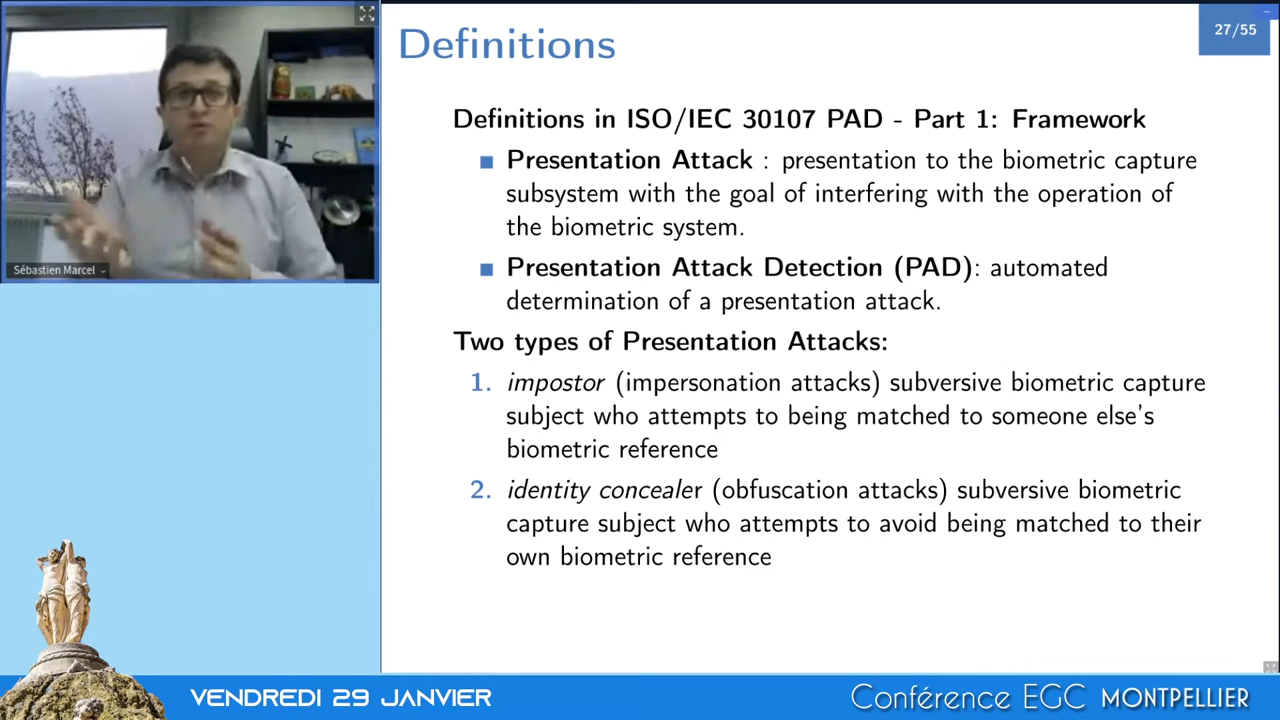 Definitions
27/55
Definitions in ISO/IEC 30107 PAD - Part 1: Framework
Presentation Attack : presentation to the biometric capture
subsystem with the goal of interfering with the operation of
the biometric system.
Presentation Attack Detection (PAD): automated
determination of a presentation attack.
Two types of Presentation Attacks:
1. impostor (impersonation attacks) subversive biometric capture
subject who attempts to being matched to someone else's
biometric reference
2. identity concealer (obfuscation attacks) subversive biometric
capture subject who attempts to avoid being matched to their
own biometric reference
Sébastien Marcel
VENDREDI 29 JANVIER
Conférence EGC MONTPELLIER